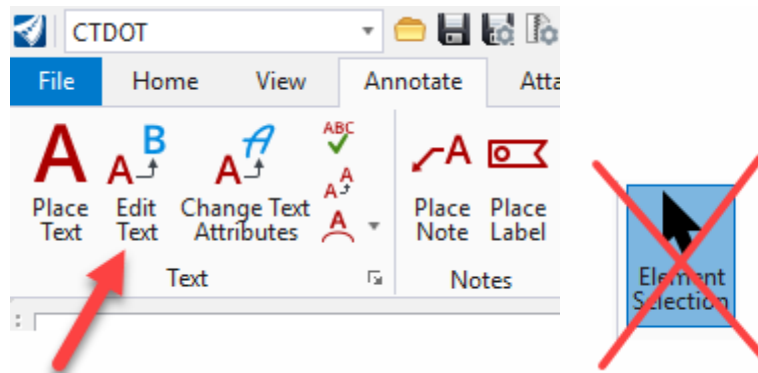 CTDOT
File Home View Annotate Atta
ABC
A B A A A A A
Place Text
Edit Text
Change Text Attributes
Place Note
Place Label
Text Notes
Element
Selection